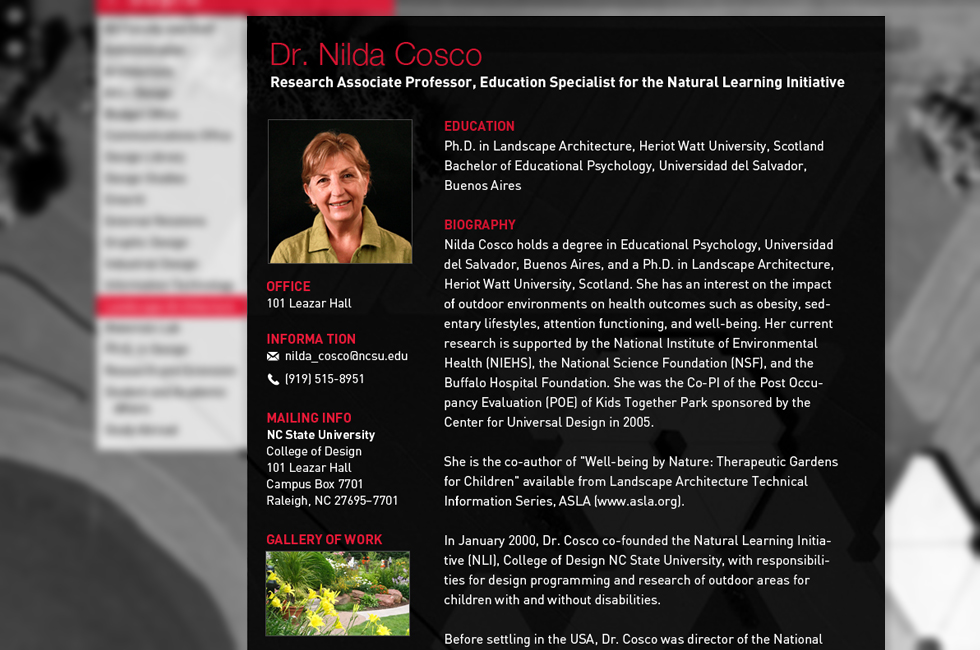 Dr. Nilda Cosco
Research Associate Professor, Education Specialist for the Natural Learning Initiative
OFFICE
101 Leazar Hall
INFORMA TION
nilda_cosco@ncsu.edu
(919) 515-8951
MAILING INFO
NC State University
College of Design
101 Leazar Hall
Campus Box 7701
Raleigh, NC 27695-7701
GALLERY OF WORK
EDUCATION
Ph.D. in Landscape Architecture, Heriot Watt University, Scotland
Bachelor of Educational Psychology, Universidad del Salvador,
Buenos Aires
BIOGRAPHY
Nilda Cosco holds a degree in Educational Psychology, Universidad
del Salvador, Buenos Aires, and a Ph.D. in Landscape Architecture,
Heriot Watt University, Scotland. She has an interest on the impact
of outdoor environments on health outcomes such as obesity, sed-
entary lifestyles, attention functioning, and well-being. Her current
research is supported by the National Institute of Environmental
Health (NIEHS), the National Science Foundation (NSF), and the
Buffalo Hospital Foundation. She was the Co-PI of the Post Occu-
pancy Evaluation (POE) of Kids Together Park sponsored by the
Center for Universal Design in 2005.
She is the co-author of "Well-being by Nature: Therapeutic Gardens
for Children" available from Landscape Architecture Technical
Information Series, ASLA (www.asla.org).
In January 2000, Dr. Cosco co-founded the Natural Learning Initia-
tive (NLI), College of Design NC State University, with responsibili-
ties for design programming and research of outdoor areas for
children with and without disabilities.
Before settling in the USA, Dr. Cosco was director of the National